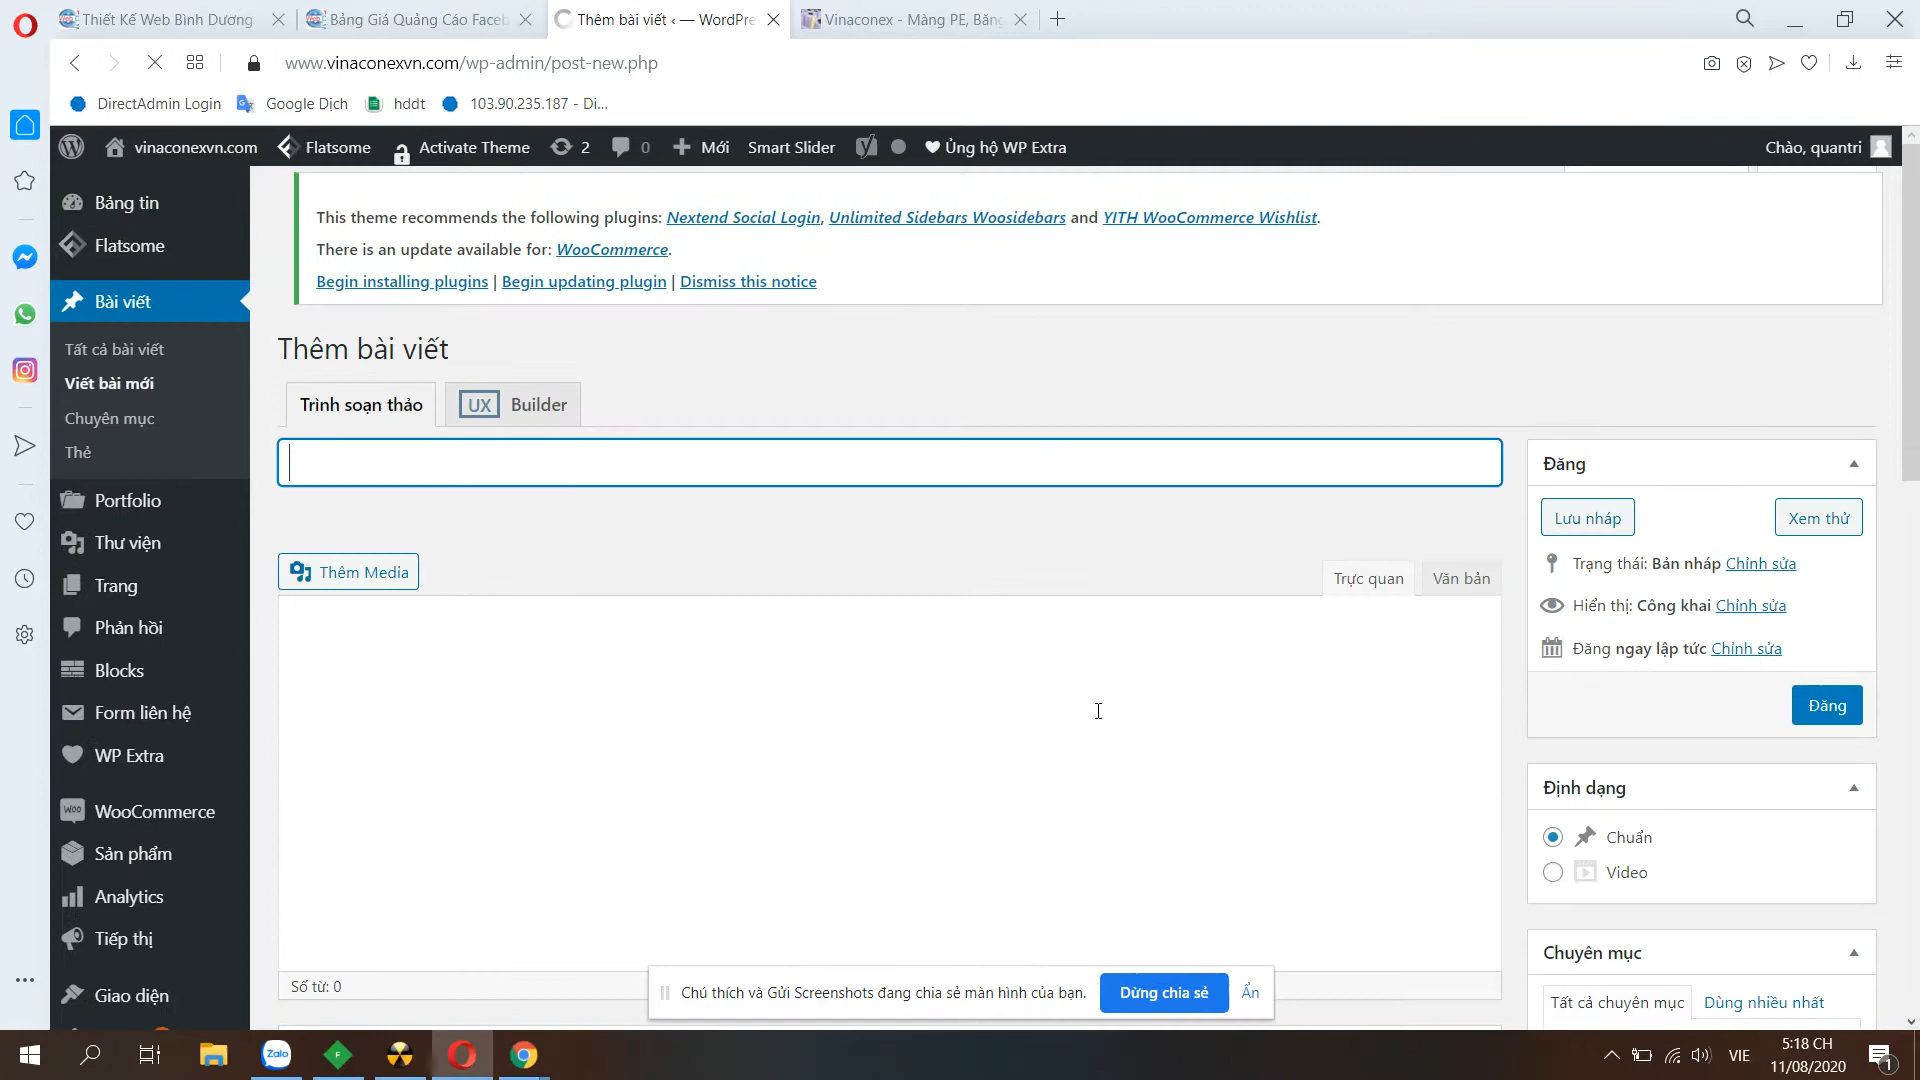 Thiết Kế Web Bình Dương
Bảng Giá Quảng Cáo Faceb
Thêm bài viết ‹ — WordPre
Vinaconex - Màng PE, Băng
www.vinaconexvn.com/wp-admin/post-new.php
DirectAdmin Login
Google Dịch
hddt
103.90.235.187 - Di...
vinaconexvn.com
Flatsome
Activate Theme
2
0
Mới
Smart Slider
Ủng hộ WP Extra
Chào, quantri
Bảng tin
Flatsome
Bài viết
Tất cả bài viết
Viết bài mới
Chuyên mục
Thẻ
Portfolio
Thư viện
Trang
Phản hồi
Blocks
Form liên hệ
WP Extra
WooCommerce
Sản phẩm
Analytics
Tiếp thị
Giao diện
This theme recommends the following plugins: Nextend Social Login, Unlimited Sidebars Woosidebars and YITH WooCommerce Wishlist.
There is an update available for: WooCommerce.
Begin installing plugins | Begin updating plugin | Dismiss this notice
Thêm bài viết
Trình soạn thảo
UX Builder
Thêm Media
Trực quan
Văn bản
Số từ: 0
Đăng
Lưu nháp
Xem thử
Trạng thái: Bản nháp Chỉnh sửa
Hiển thị: Công khai Chỉnh sửa
Đăng ngay lập tức Chỉnh sửa
Đăng
Định dạng
Chuẩn
Video
Chuyên mục
Tất cả chuyên mục
Dùng nhiều nhất
Chú thích và Gửi Screenshots đang chia sẻ màn hình của bạn.
Dừng chia sẻ
Ẩn
Zalo
VIE
5:18 CH
11/08/2020
1